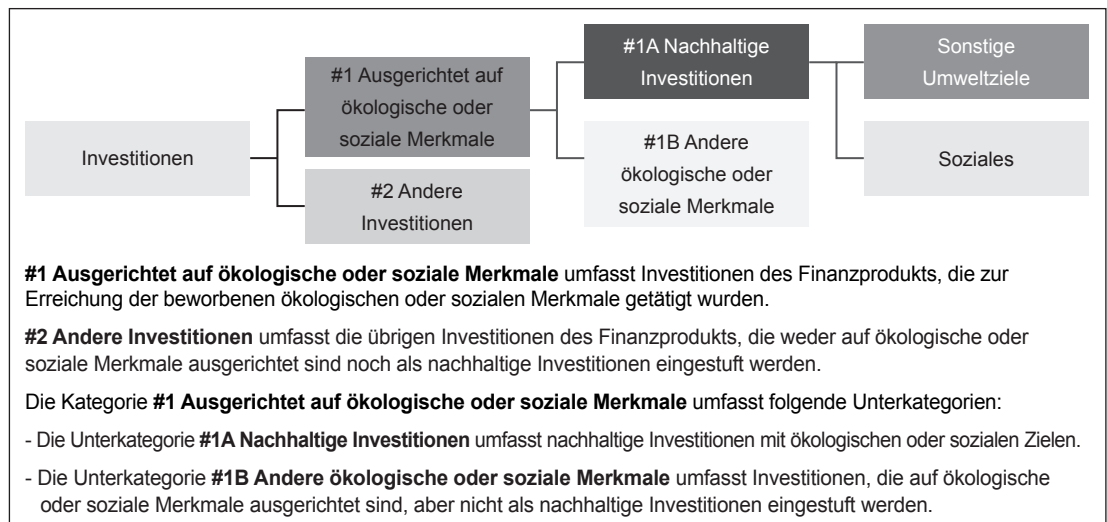 #1A Nachhaltige
Investitionen
Sonstige
Umweltziele
#1 Ausgerichtet auf
ökologische oder
soziale Merkmale
Investitionen
#1B Andere
ökologische oder
soziale Merkmale
Soziales
#2 Andere
Investitionen
#1 Ausgerichtet auf ökologische oder soziale Merkmale umfasst Investitionen des Finanzprodukts, die zur
Erreichung der beworbenen ökologischen oder sozialen Merkmale getätigt wurden.
#2 Andere Investitionen umfasst die übrigen Investitionen des Finanzprodukts, die weder auf ökologische oder
soziale Merkmale ausgerichtet sind noch als nachhaltige Investitionen eingestuft werden.
Die Kategorie #1 Ausgerichtet auf ökologische oder soziale Merkmale umfasst folgende Unterkategorien:
- Die Unterkategorie #1A Nachhaltige Investitionen umfasst nachhaltige Investitionen mit ökologischen oder sozialen Zielen.
- Die Unterkategorie #1B Andere ökologische oder soziale Merkmale umfasst Investitionen, die auf ökologische
oder soziale Merkmale ausgerichtet sind, aber nicht als nachhaltige Investitionen eingestuft werden.